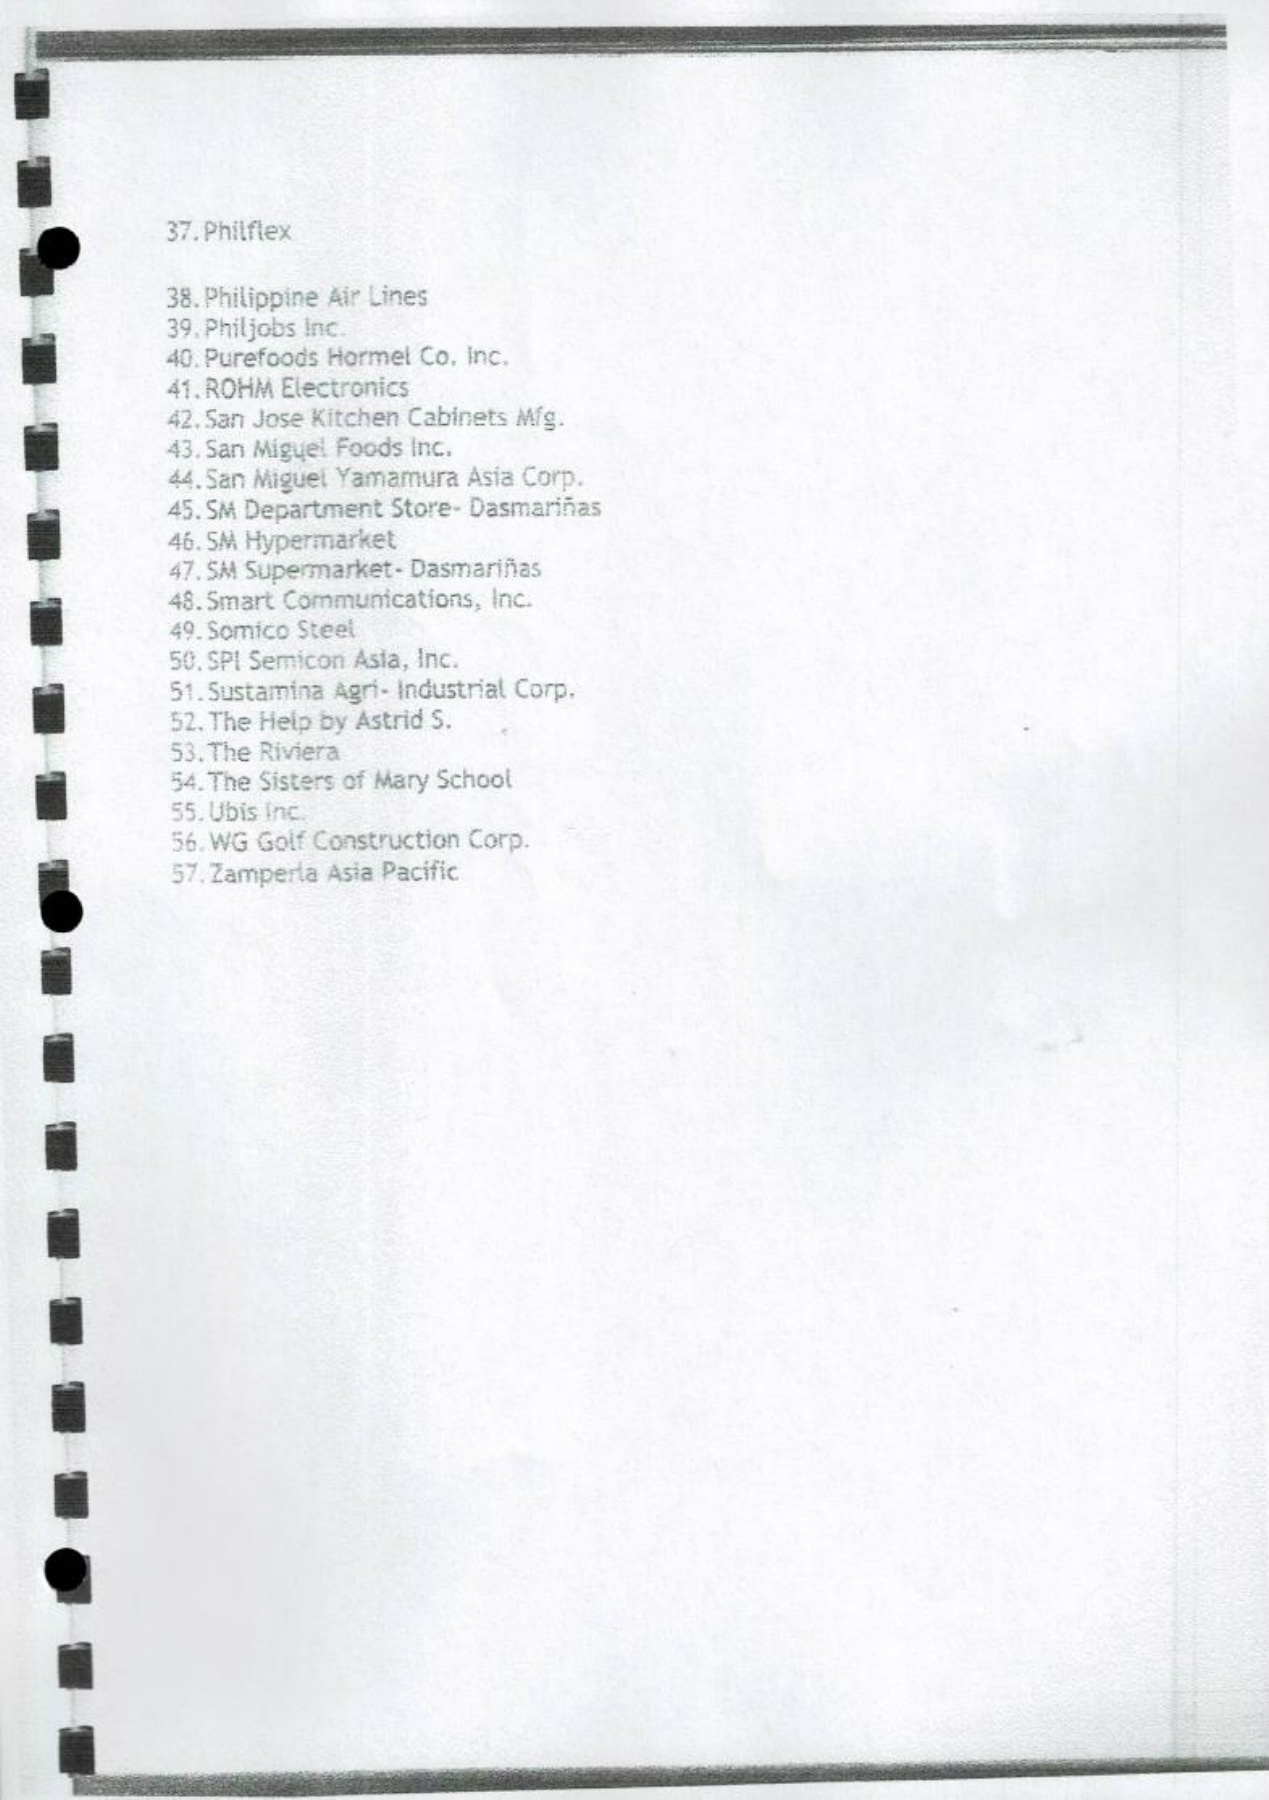 37. Philflex
38. Philippine Air Lines
39. Philjobs Inc.
40. Purefoods Hormel Co. Inc.
41. ROHM Electronics
42. San Jose Kitchen Cabinets Mfg.
43. San Miguel Foods Inc.
44. San Miguel Yamamura Asia Corp.
45. SM Department Store- Dasmariñas
46. SM Hypermarket
47. SM Supermarket- Dasmariñas
48. Smart Communications, Inc.
49. Somico Steel
50. SPI Semicon Asia, Inc.
51. Sustamina Agri- Industrial Corp.
52. The Help by Astrid S.
53. The Riviera
54. The Sisters of Mary School
55. Ubis Inc.
56. WG Golf Construction Corp.
57. Zamperla Asia Pacific